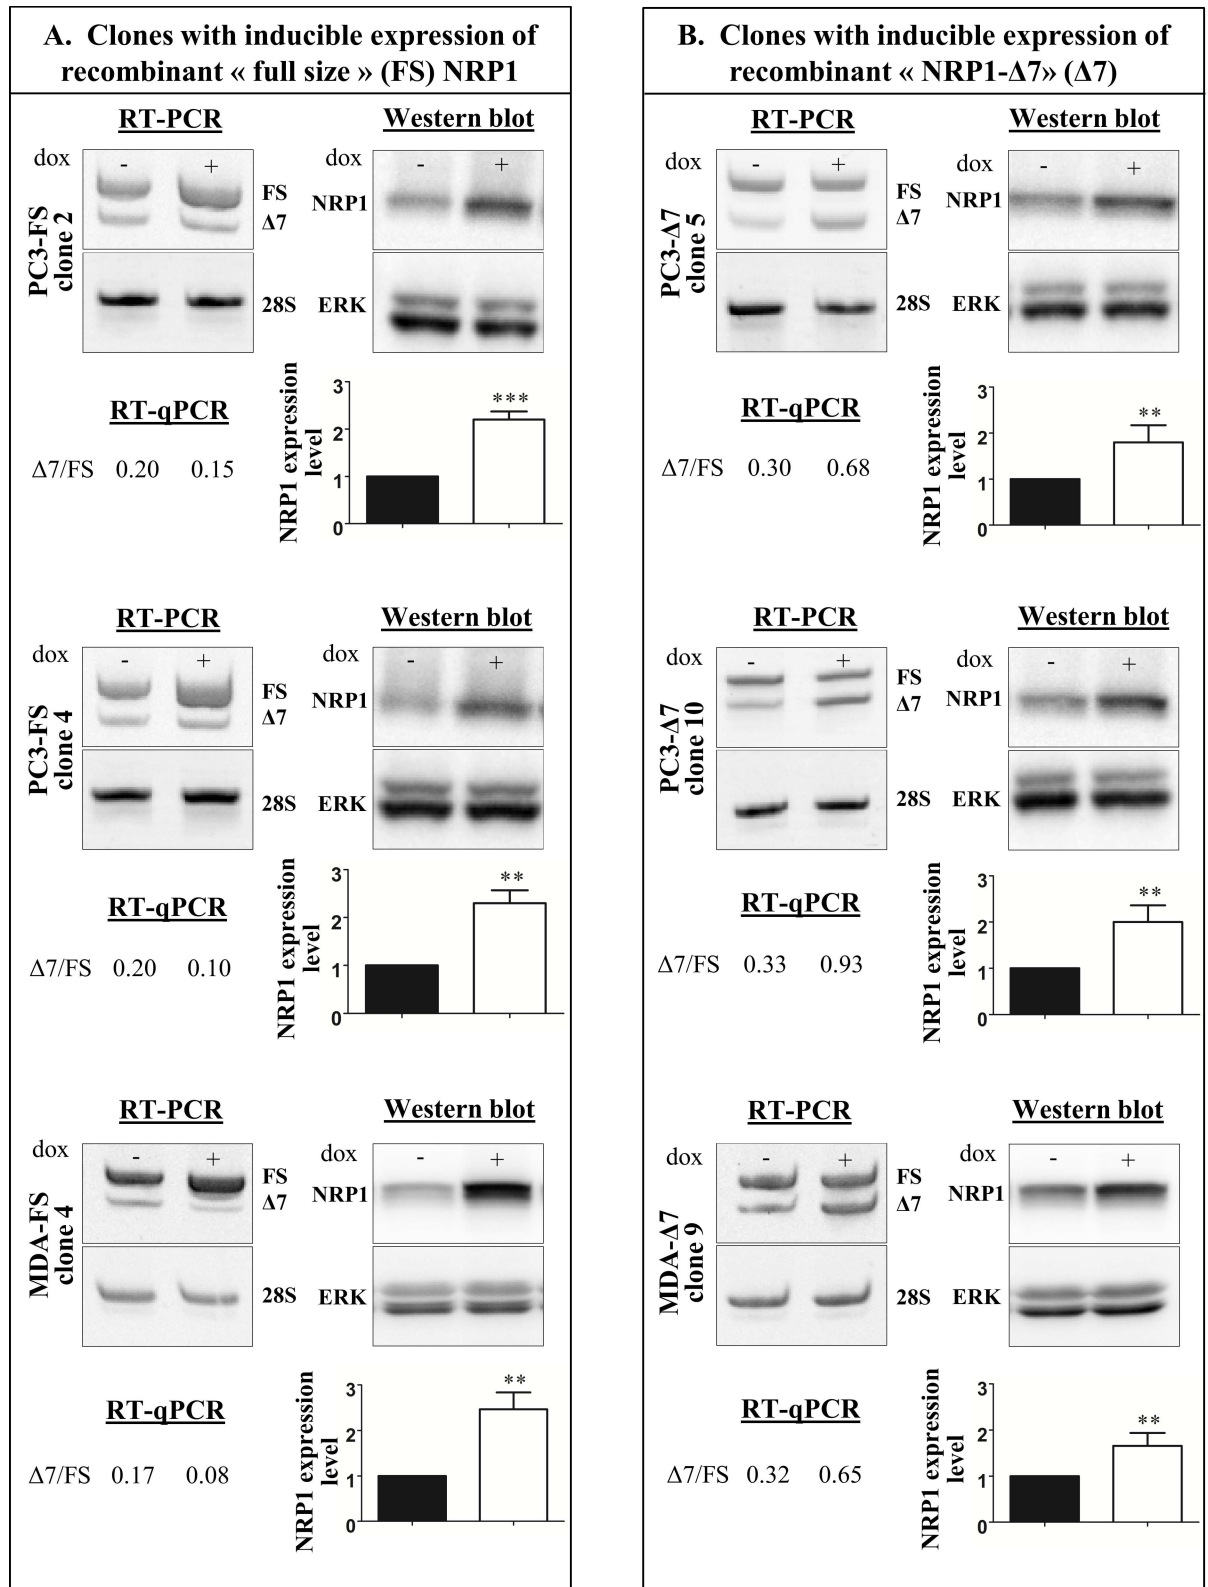 A. Clones with inducible expression of
recombinant « full size » (FS) NRP1
RT-PCR
Western blot
dox - +
FS
Δ7
28S
PC3-FS
clone 2
dox - +
NRP1
ERK
RT-qPCR
Δ7/FS 0.20 0.15
NRP1 expression
level
3
2
1
0
***
RT-PCR
Western blot
dox - +
FS
Δ7
28S
PC3-FS
clone 4
dox - +
NRP1
ERK
RT-qPCR
Δ7/FS 0.20 0.10
NRP1 expression
level
3
2
1
0
**
RT-PCR
Western blot
dox - +
FS
Δ7
28S
MDA-FS
clone 4
dox - +
NRP1
ERK
RT-qPCR
Δ7/FS 0.17 0.08
NRP1 expression
level
3
2
1
0
**
B. Clones with inducible expression of
recombinant « NRP1-Δ7» (Δ7)
RT-PCR
Western blot
dox - +
FS
Δ7
28S
PC3-Δ7
clone 5
dox - +
NRP1
ERK
RT-qPCR
Δ7/FS 0.30 0.68
NRP1 expression
level
3
2
1
0
**
RT-PCR
Western blot
dox - +
FS
Δ7
28S
PC3-Δ7
clone 10
dox - +
NRP1
ERK
RT-qPCR
Δ7/FS 0.33 0.93
NRP1 expression
level
3
2
1
0
**
RT-PCR
Western blot
dox - +
FS
Δ7
28S
MDA-Δ7
clone 9
dox - +
NRP1
ERK
RT-qPCR
Δ7/FS 0.32 0.65
NRP1 expression
level
3
2
1
0
**